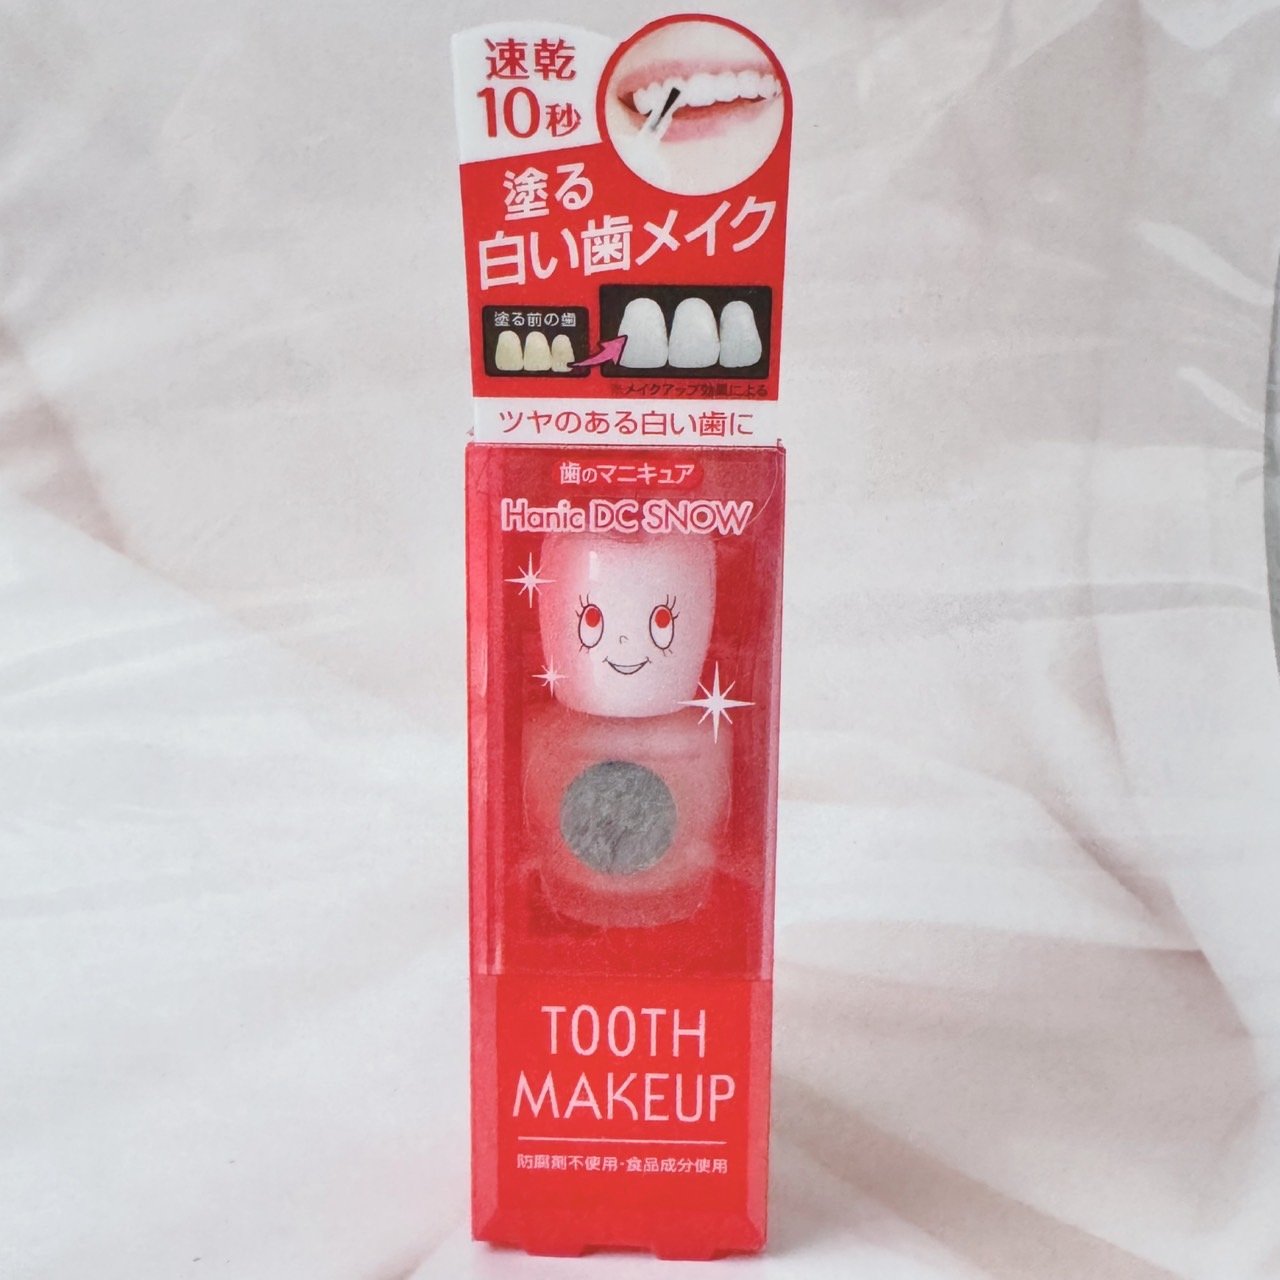 速乾
10秒
塗る
白い歯メイク
塗る前の歯
※メイクアップ効果による
ツヤのある白い歯に
歯のマニキュア
Hanic DC SNOW
TOOTH
MAKEUP
防腐剤不使用・食品成分使用